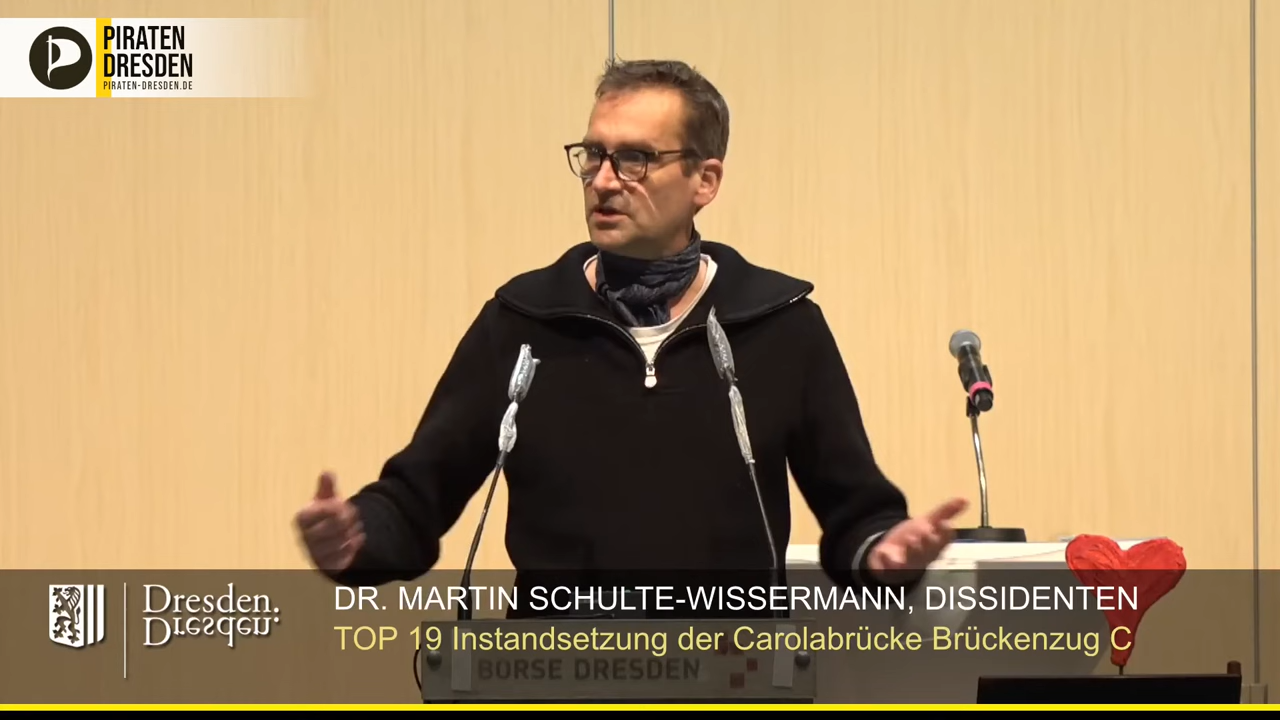 PIRATEN
DRESDEN
PIRATEN-DRESDEN.DE
Dresden.
Dresden.
DR. MARTIN SCHULTE-WISSERMANN, DISSIDENTEN
TOP 19 Instandsetzung der Carolabrücke Brückenzug C
BÖRSE DRESDEN